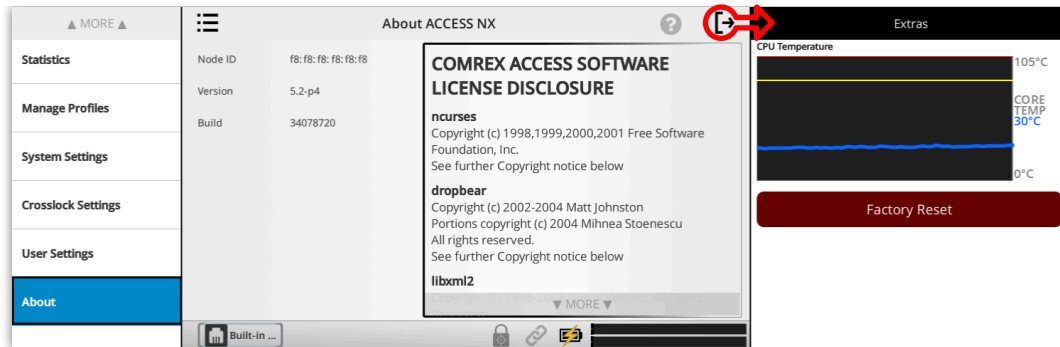 ▲ MORE ▲
Statistics
Manage Profiles
System Settings
Crosslock Settings
User Settings
About
About ACCESS NX
?
Node ID f8:f8:f8:f8:f8:f8
Version 5.2-p4
Build 34078720
COMREX ACCESS SOFTWARE
LICENSE DISCLOSURE
ncurses
Copyright (c) 1998,1999,2000,2001 Free Software
Foundation, Inc.
See further Copyright notice below
dropbear
Copyright (c) 2002-2004 Matt Johnston
Portions copyright (c) 2004 Mihnea Stoenescu
All rights reserved.
See further Copyright notice below
libxml2
▼ MORE ▼
Built-in ...
Extras
CPU Temperature
105°C
CORE
TEMP
30°C
0°C
Factory Reset